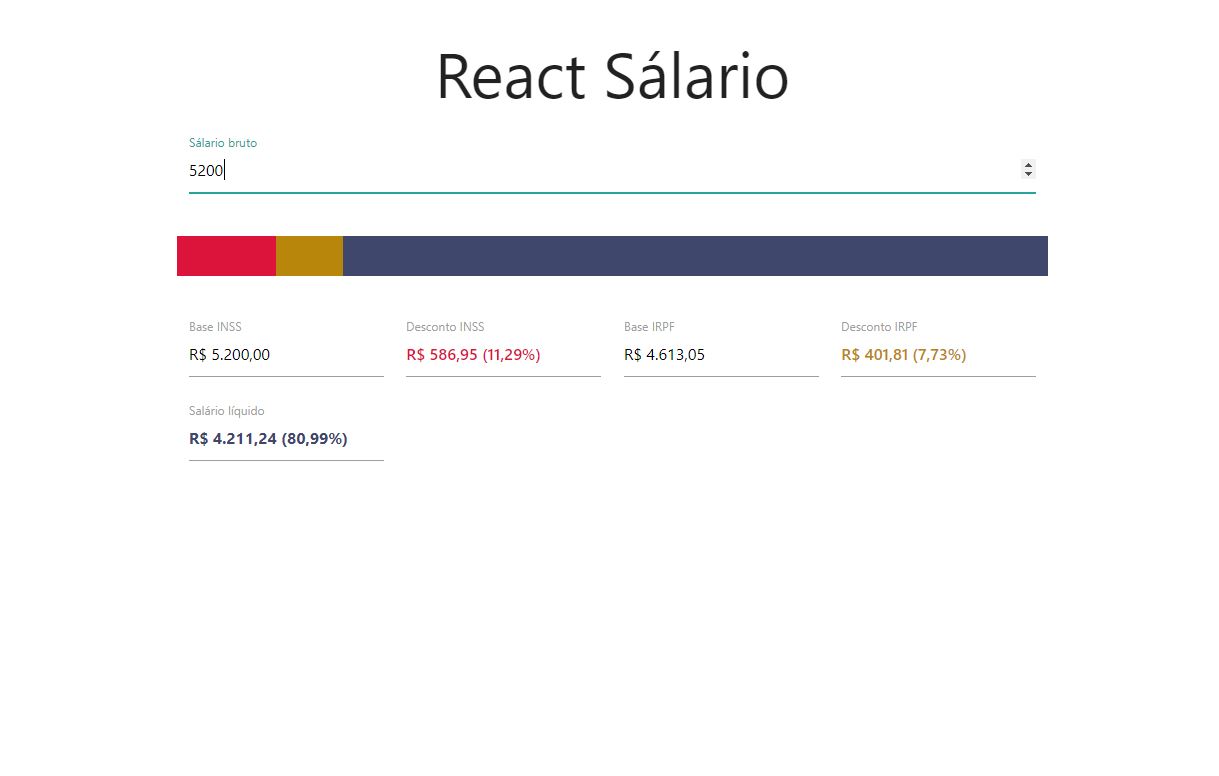 React Sálario
Sálario bruto
5200
Base INSS
Desconto INSS
Base IRPF
Desconto IRPF
R$ 5.200,00
R$ 586,95 (11,29%)
R$ 4.613,05
R$ 401,81 (7,73%)
Salário líquido
R$ 4.211,24 (80,99%)